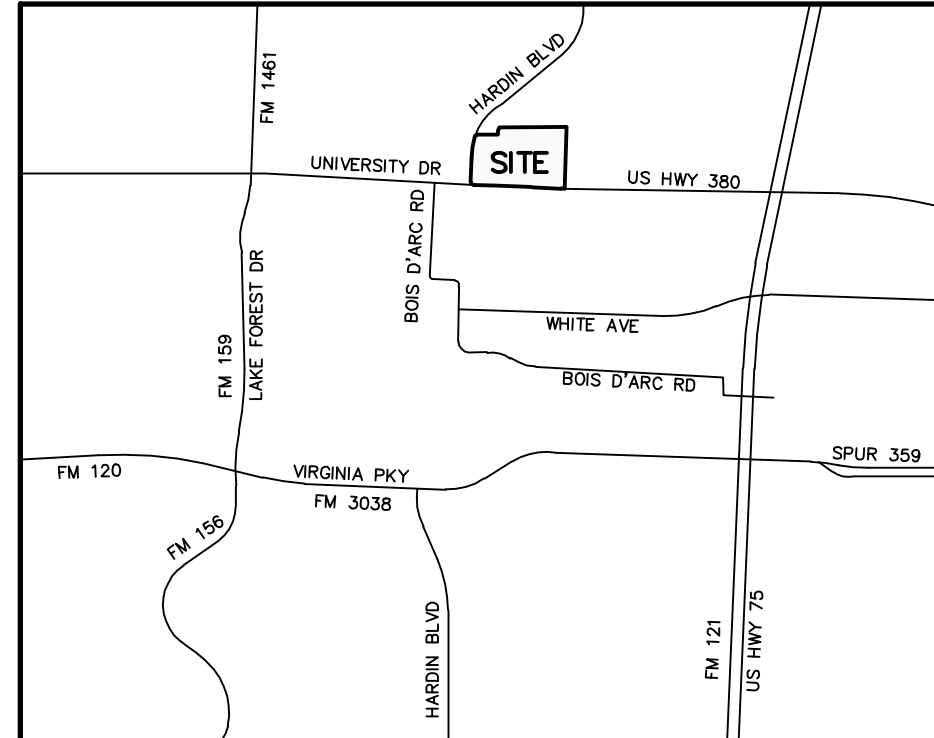 HARDIN BLVD
FM 1461
UNIVERSITY DR
SITE
US HWY 380
BOIS D'ARC RD
LAKE FOREST DR
FM 159
WHITE AVE
BOIS D'ARC RD
FM 120
VIRGINIA PKY
FM 3038
SPUR 359
FM 156
HARDIN BLVD
FM 121
US HWY 75